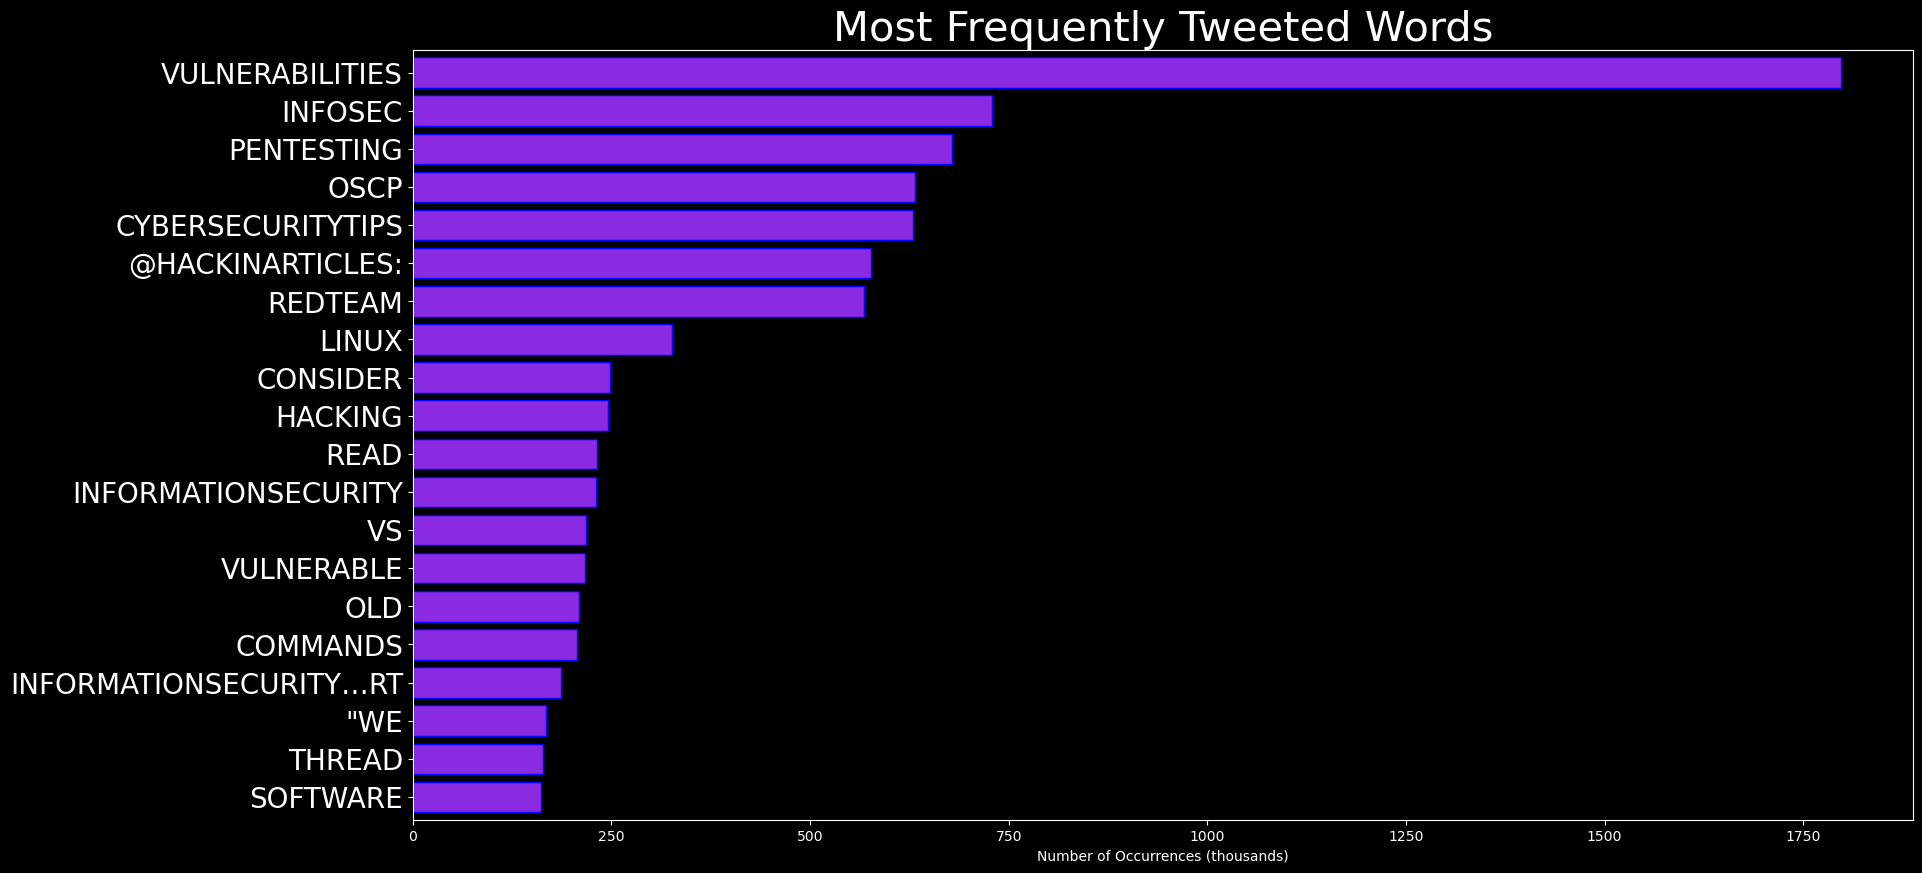 Most Frequently Tweeted Words
VULNERABILITIES
INFOSEC
PENTESTING
OSCP
CYBERSECURITYTIPS
@HACKINARTICLES:
REDTEAM
LINUX
CONSIDER
HACKING
READ
INFORMATIONSECURITY
VS
VULNERABLE
OLD
COMMANDS
INFORMATIONSECURITY…RT
"WE
THREAD
SOFTWARE
0 250 500 750 1000 1250 1500 1750
Number of Occurrences (thousands)